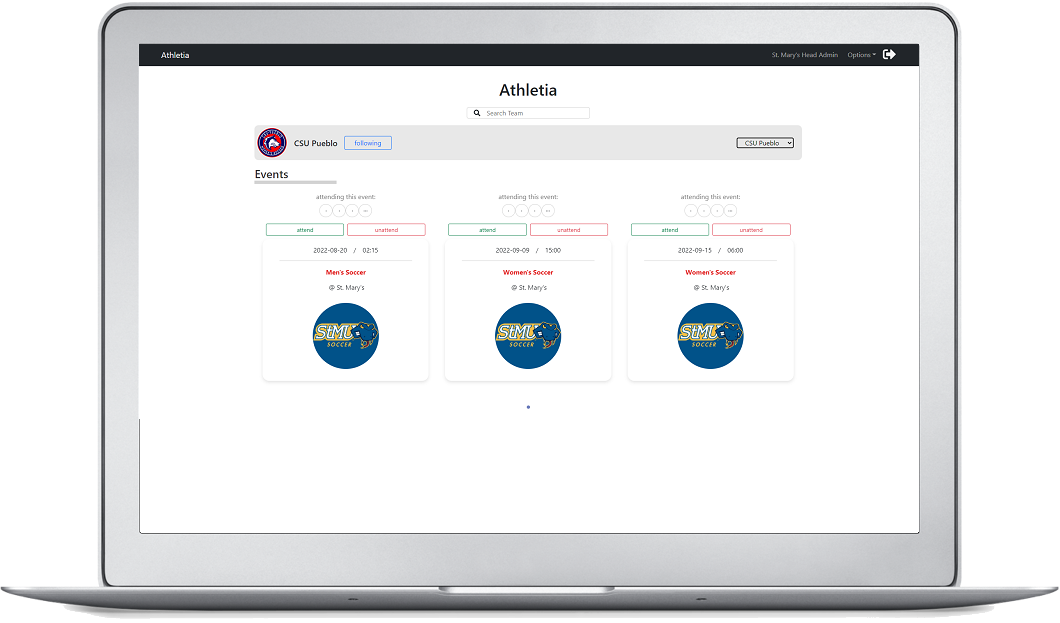 Athletia
St. Mary's Head Admin Options
Athletia
Search Team
CSU Pueblo following CSU Pueblo
Events
attending this event: attending this event: attending this event:
attend unattend attend unattend attend unattend
2022-08-20 / 02:15 2022-09-09 / 15:00 2022-09-15 / 06:00
Men's Soccer Women's Soccer Women's Soccer
@ St. Mary's @ St. Mary's @ St. Mary's
StMU StMU StMU
SOCCER SOCCER SOCCER